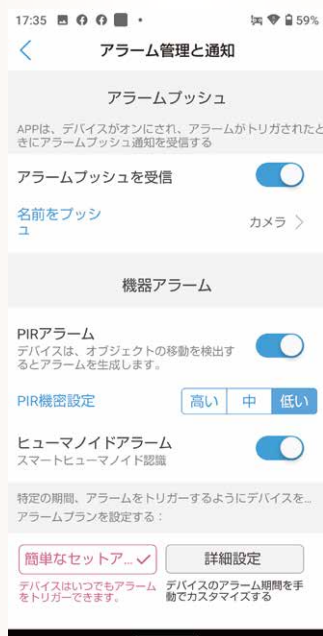 17:35
59%
アラーム管理と通知
アラームプッシュ
APPは、デバイスがオンにされ、アラームがトリガされたと
きにアラームプッシュ通知を受信する
アラームプッシュを受信
名前をプッシ
ュ
カメラ
機器アラーム
PIRアラーム
デバイスは、オブジェクトの移動を検出す
るとアラームを生成します。
PIR機密設定
高い 中 低い
ヒューマノイドアラーム
スマートヒューマノイド認識
特定の期間、アラームをトリガーするようにデバイスを...
アラームプランを設定する：
簡単なセットア...
詳細設定
デバイスはいつでもアラーム
をトリガーできます。
デバイスのアラーム期間を手
動でカスタマイズする